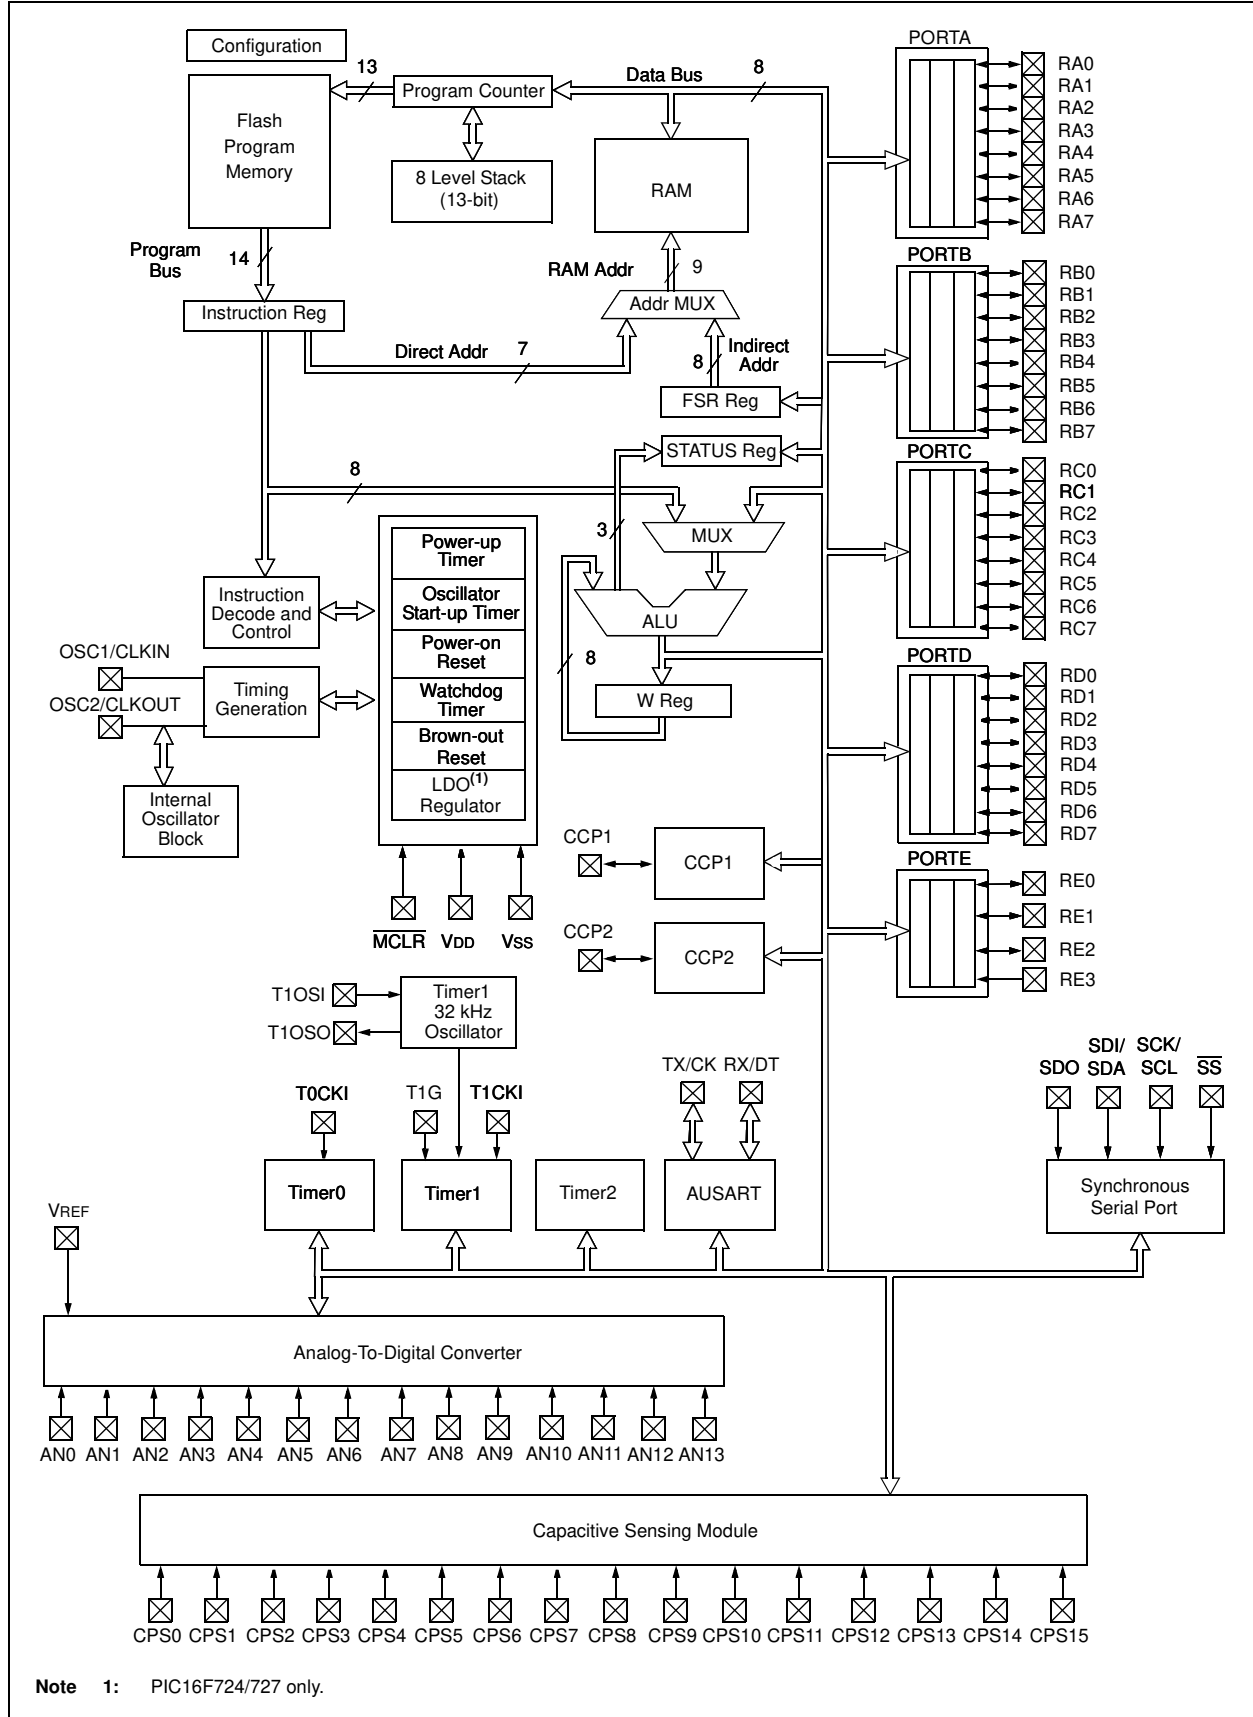 Configuration
PORTA
13
Data Bus
8
Program Counter
Flash
Program
Memory
8 Level Stack
(13-bit)
RAM
RA0
RA1
RA2
RA3
RA4
RA5
RA6
RA7
Program
Bus
14
RAM Addr
9
Instruction Reg
Addr MUX
Direct Addr
7
8
Indirect
Addr
FSR Reg
STATUS Reg
PORTB
RB0
RB1
RB2
RB3
RB4
RB5
RB6
RB7
8
3
MUX
PORTC
RC0
RC1
RC2
RC3
RC4
RC5
RC6
RC7
Power-up
Timer
Oscillator
Start-up Timer
Power-on
Reset
Watchdog
Timer
Brown-out
Reset
LDO(1)
Regulator
Instruction
Decode and
Control
ALU
8
W Reg
OSC1/CLKIN
OSC2/CLKOUT
Timing
Generation
Internal
Oscillator
Block
PORTD
RD0
RD1
RD2
RD3
RD4
RD5
RD6
RD7
CCP1
CCP1
MCLR
VDD
VSS
CCP2
CCP2
PORTE
RE0
RE1
RE2
RE3
T1OSI
T1OSO
Timer1
32 kHz
Oscillator
T0CKI
T1G
T1CKI
TX/CK
RX/DT
SDO
SDI/
SDA
SCK/
SCL
SS
Timer0
Timer1
Timer2
AUSART
Synchronous
Serial Port
VREF
Analog-To-Digital Converter
AN0 AN1 AN2 AN3 AN4 AN5 AN6 AN7 AN8 AN9 AN10 AN11 AN12 AN13
Capacitive Sensing Module
CPS0 CPS1 CPS2 CPS3 CPS4 CPS5 CPS6 CPS7 CPS8 CPS9 CPS10 CPS11 CPS12 CPS13 CPS14 CPS15
Note 1: PIC16F724/727 only.